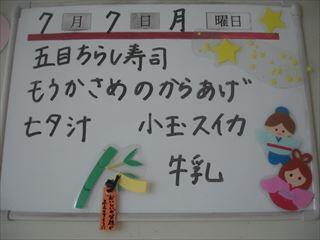 7月7日月曜日
五目ちらし寿司
もうかさめのからあげ
七夕汁 小玉スイカ
牛乳